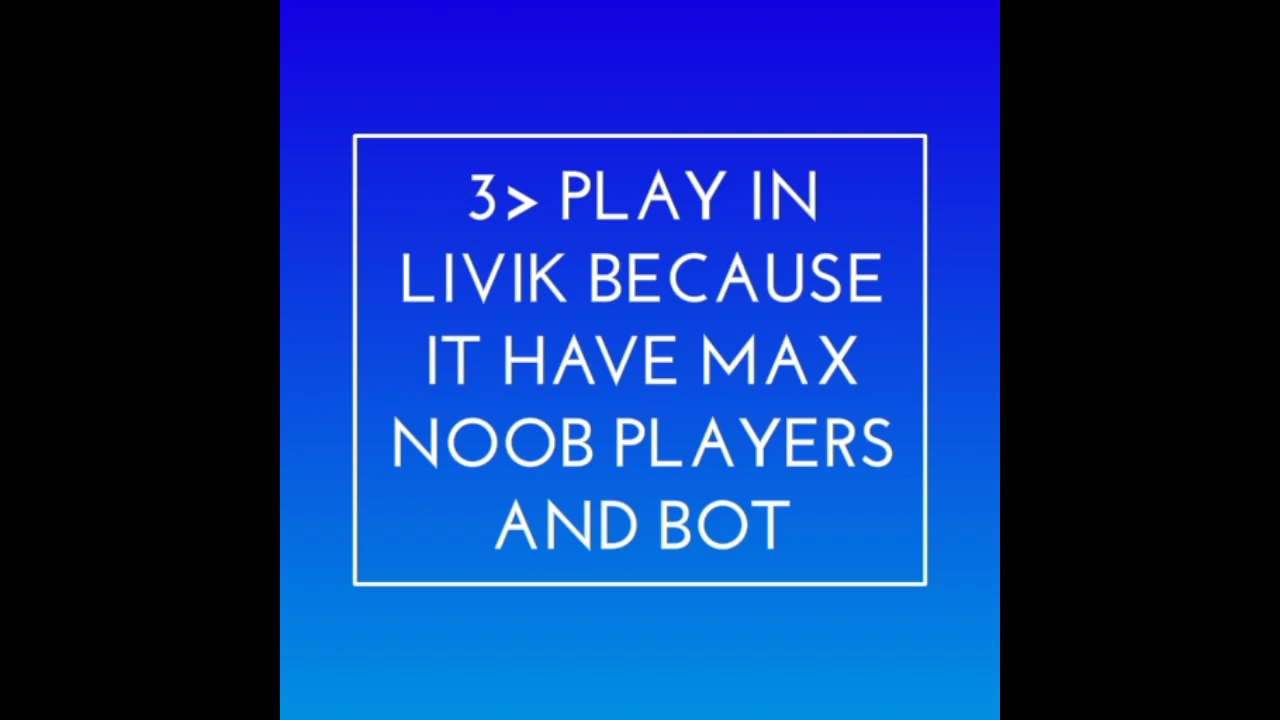 3> PLAY IN
LIVIK BECAUSE
IT HAVE MAX
NOOB PLAYERS
AND BOT